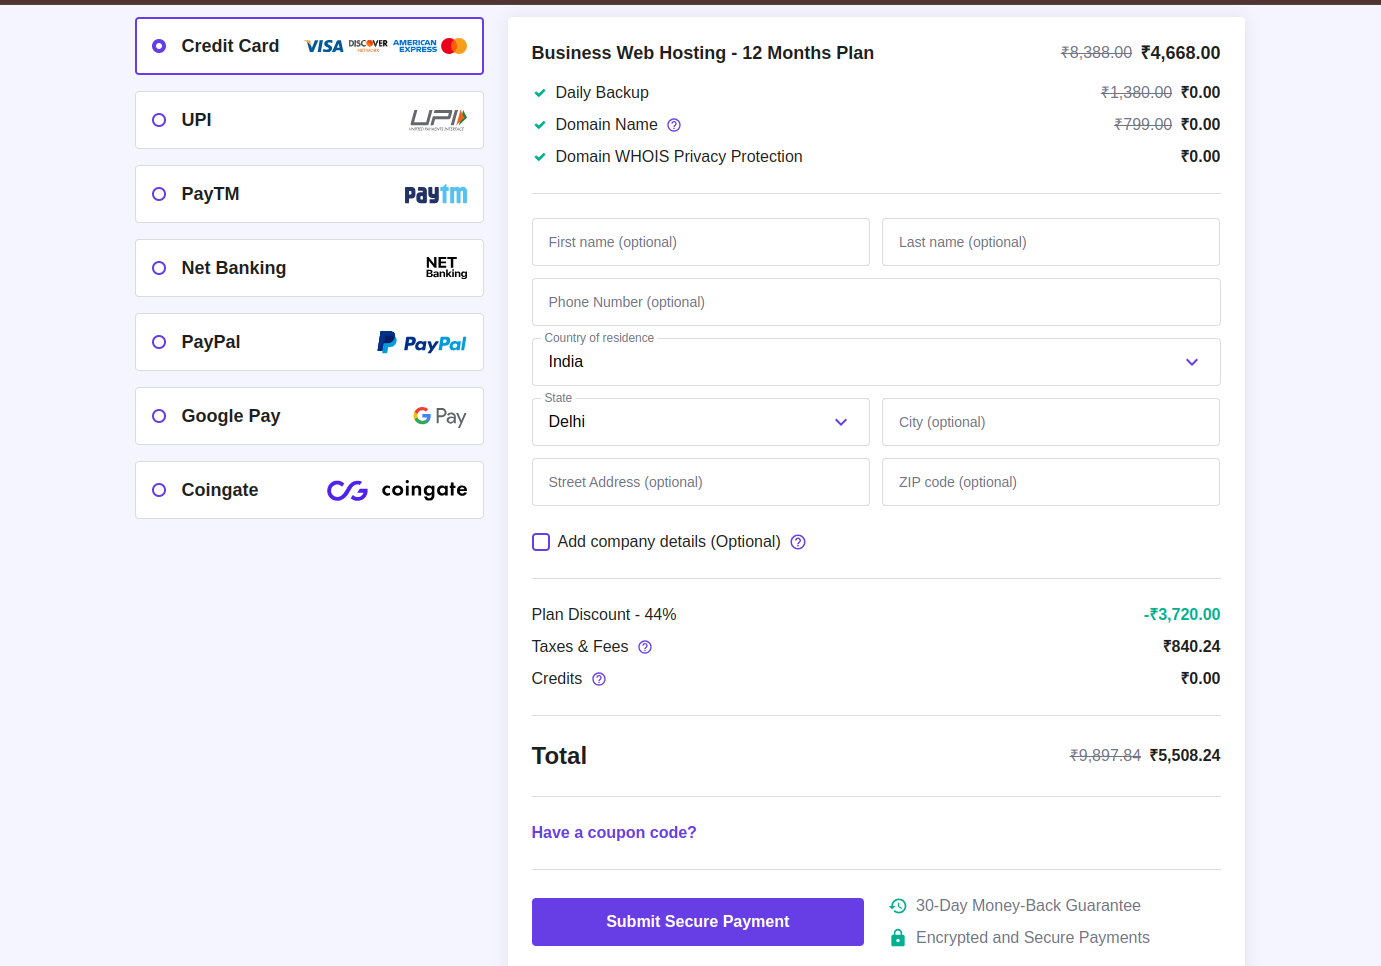 Credit Card VISA DISCOVER AMERICAN EXPRESS
NETWORK
UPI UPI
UNIFIED PAYMENTS INTERFACE
PayTM paytm
Net Banking NET
Banking
PayPal PayPal
Google Pay G Pay
Coingate coingate
Business Web Hosting - 12 Months Plan ₹8,388.00 ₹4,668.00
Daily Backup ₹1,380.00 ₹0.00
Domain Name ₹799.00 ₹0.00
Domain WHOIS Privacy Protection ₹0.00
First name (optional) Last name (optional)
Phone Number (optional)
Country of residence
India
State
Delhi City (optional)
Street Address (optional) ZIP code (optional)
Add company details (Optional)
Plan Discount - 44% -₹3,720.00
Taxes & Fees ₹840.24
Credits ₹0.00
Total ₹9,897.84 ₹5,508.24
Have a coupon code?
Submit Secure Payment
30-Day Money-Back Guarantee
Encrypted and Secure Payments